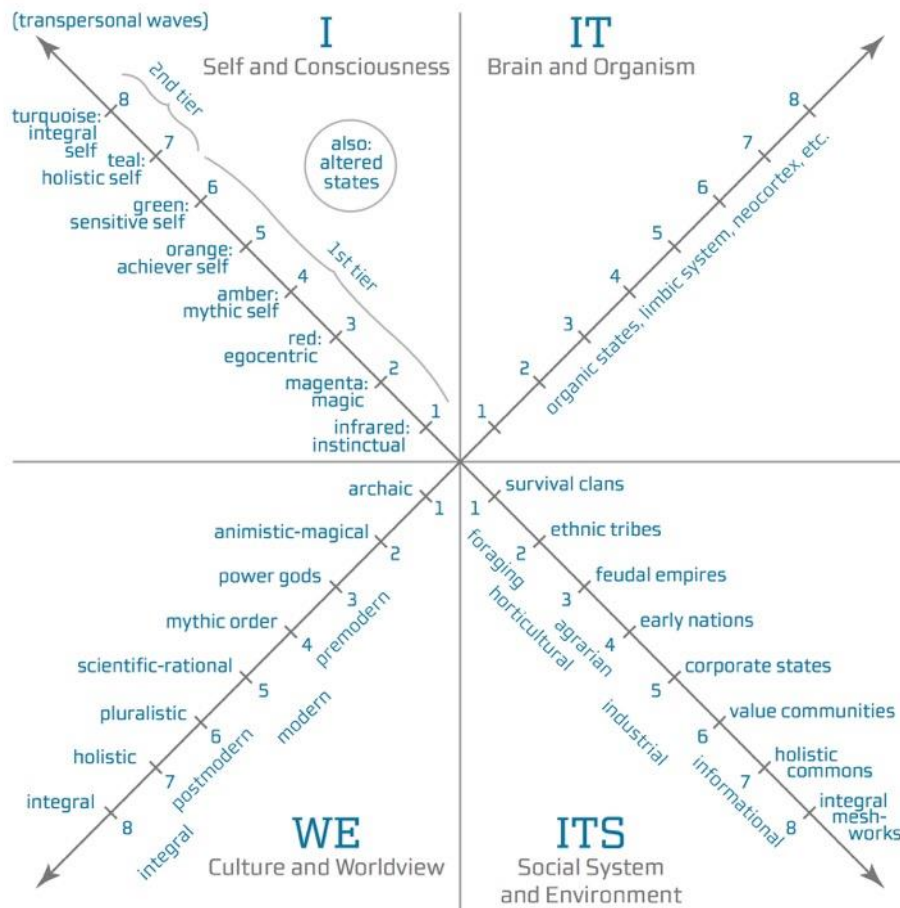 (transpersonal waves)
I
Self and Consciousness
2nd tier
1st tier
also:
altered
states
8
turquoise:
integral
self
7
teal:
holistic self
6
green:
sensitive self
5
orange:
achiever self
4
amber:
mythic self
3
red:
egocentric
2
magenta:
magic
1
infrared:
instinctual
IT
Brain and Organism
8
7
6
5
4
3
2
1
organic states, limbic system, neocortex, etc.
archaic
1
animistic-magical
2
power gods
3
mythic order
4
scientific-rational
5
pluralistic
6
holistic
7
integral
8
premodern
modern
postmodern
integral
WE
Culture and Worldview
survival clans
1
ethnic tribes
2
feudal empires
3
early nations
4
corporate states
5
value communities
6
holistic
commons
7
integral
mesh-
works
8
foraging
horticultural
agrarian
industrial
informational
ITS
Social System
and Environment